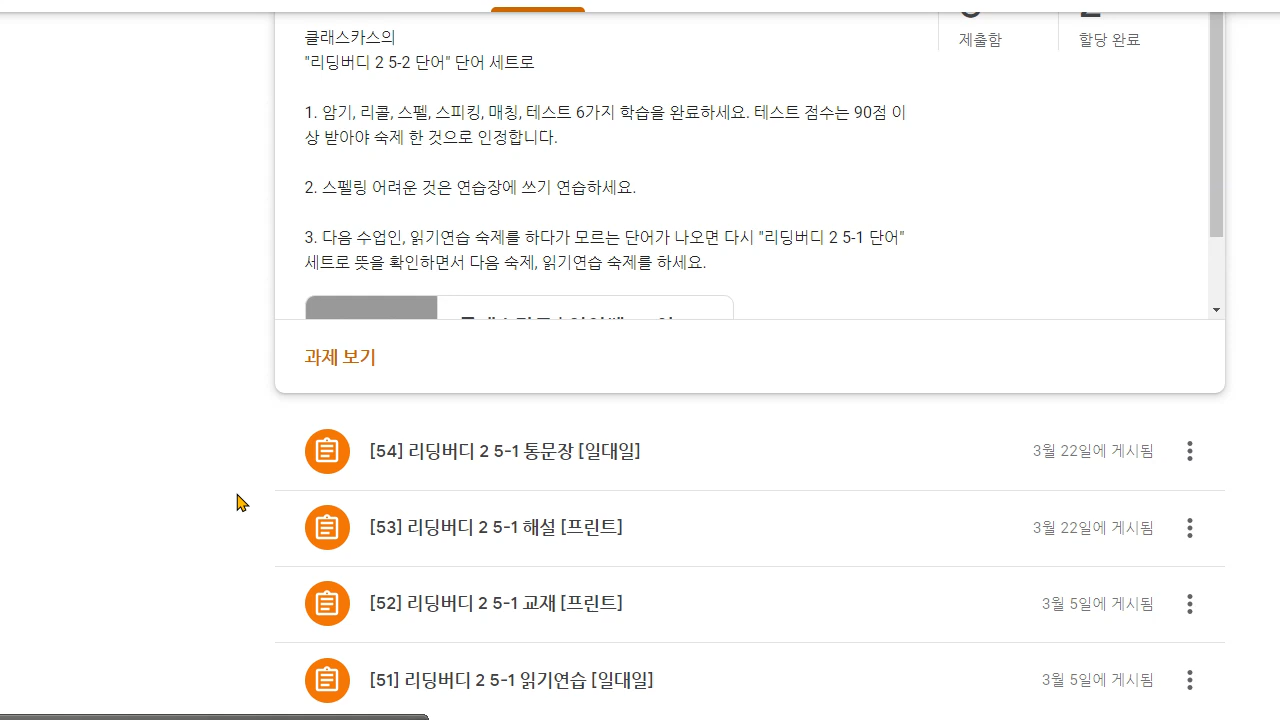 제출함
할당 완료
클래스카스의
"리딩버디 2 5-2 단어" 단어 세트로
1. 암기, 리콜, 스펠, 스피킹, 매칭, 테스트 6가지 학습을 완료하세요. 테스트 점수는 90점 이
상 받아야 숙제 한 것으로 인정합니다.
2. 스펠링 어려운 것은 연습장에 쓰기 연습하세요.
3. 다음 수업인, 읽기연습 숙제를 하다가 모르는 단어가 나오면 다시 "리딩버디 2 5-1 단어"
세트로 뜻을 확인하면서 다음 숙제, 읽기연습 숙제를 하세요.
과제 보기
[54] 리딩버디 2 5-1 통문장 [일대일]
3월 22일에 게시됨
[53] 리딩버디 2 5-1 해설 [프린트]
3월 22일에 게시됨
[52] 리딩버디 2 5-1 교재 [프린트]
3월 5일에 게시됨
[51] 리딩버디 2 5-1 읽기연습 [일대일]
3월 5일에 게시됨